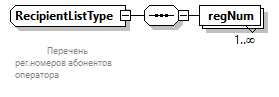 RecipientListType
regNum
1..∞
Перечень
рег.номеров абонентов
оператора